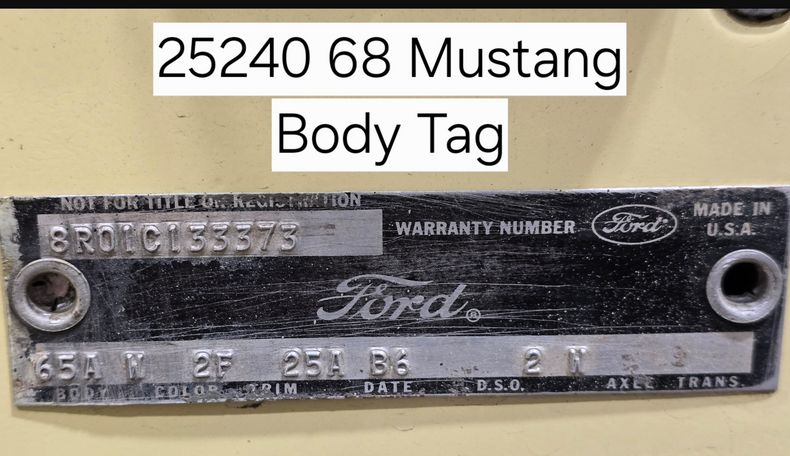 25240 68 Mustang
Body Tag
NOT FOR TITLE OR REGISTRATION
8R01C133373
WARRANTY NUMBER
Ford
MADE IN
U.S.A.
Ford®
65A W 2F 25A B6 2 W
BODY COLOR TRIM DATE D.S.O. AXLE TRANS.